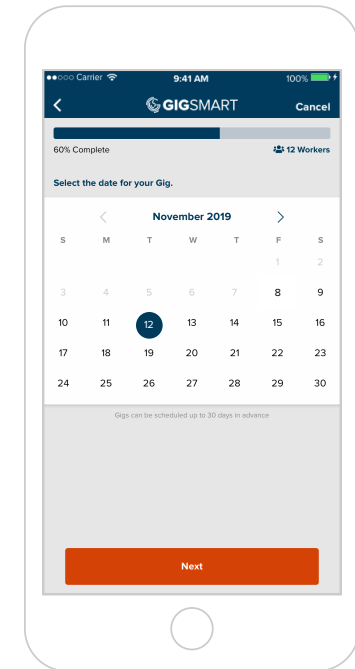 Carrier 9:41 AM 100%
GIGSMART Cancel
60% Complete 12 Workers
Select the date for your Gig.
November 2019
S M T W T F S
1 2
3 4 5 6 7 8 9
10 11 12 13 14 15 16
17 18 19 20 21 22 23
24 25 26 27 28 29 30
Gigs can be scheduled up to 30 days in advance
Next